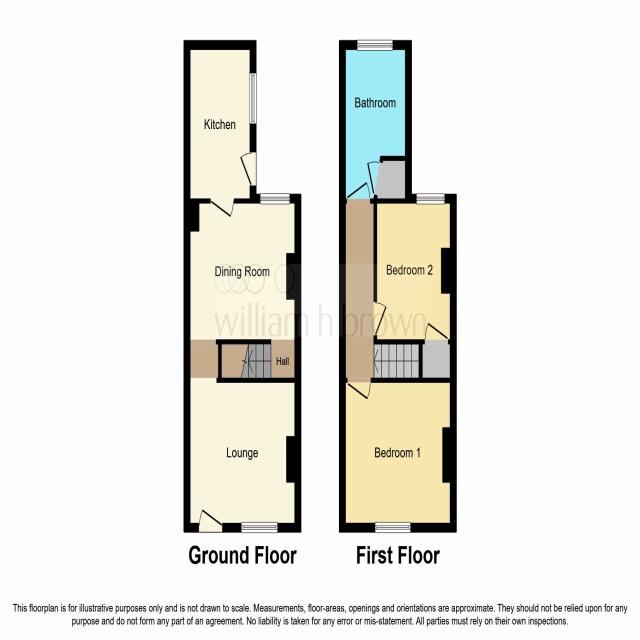 Kitchen
Bathroom
Dining Room
Bedroom 2
william h brown
Hall
Lounge
Bedroom 1
Ground Floor
First Floor
This floorplan is for illustrative purposes only and is not drawn to scale. Measurements, floor-areas, openings and orientations are approximate. They should not be relied upon for any
purpose and do not form any part of an agreement. No liability is taken for any error or mis-statement. All parties must rely on their own inspections.